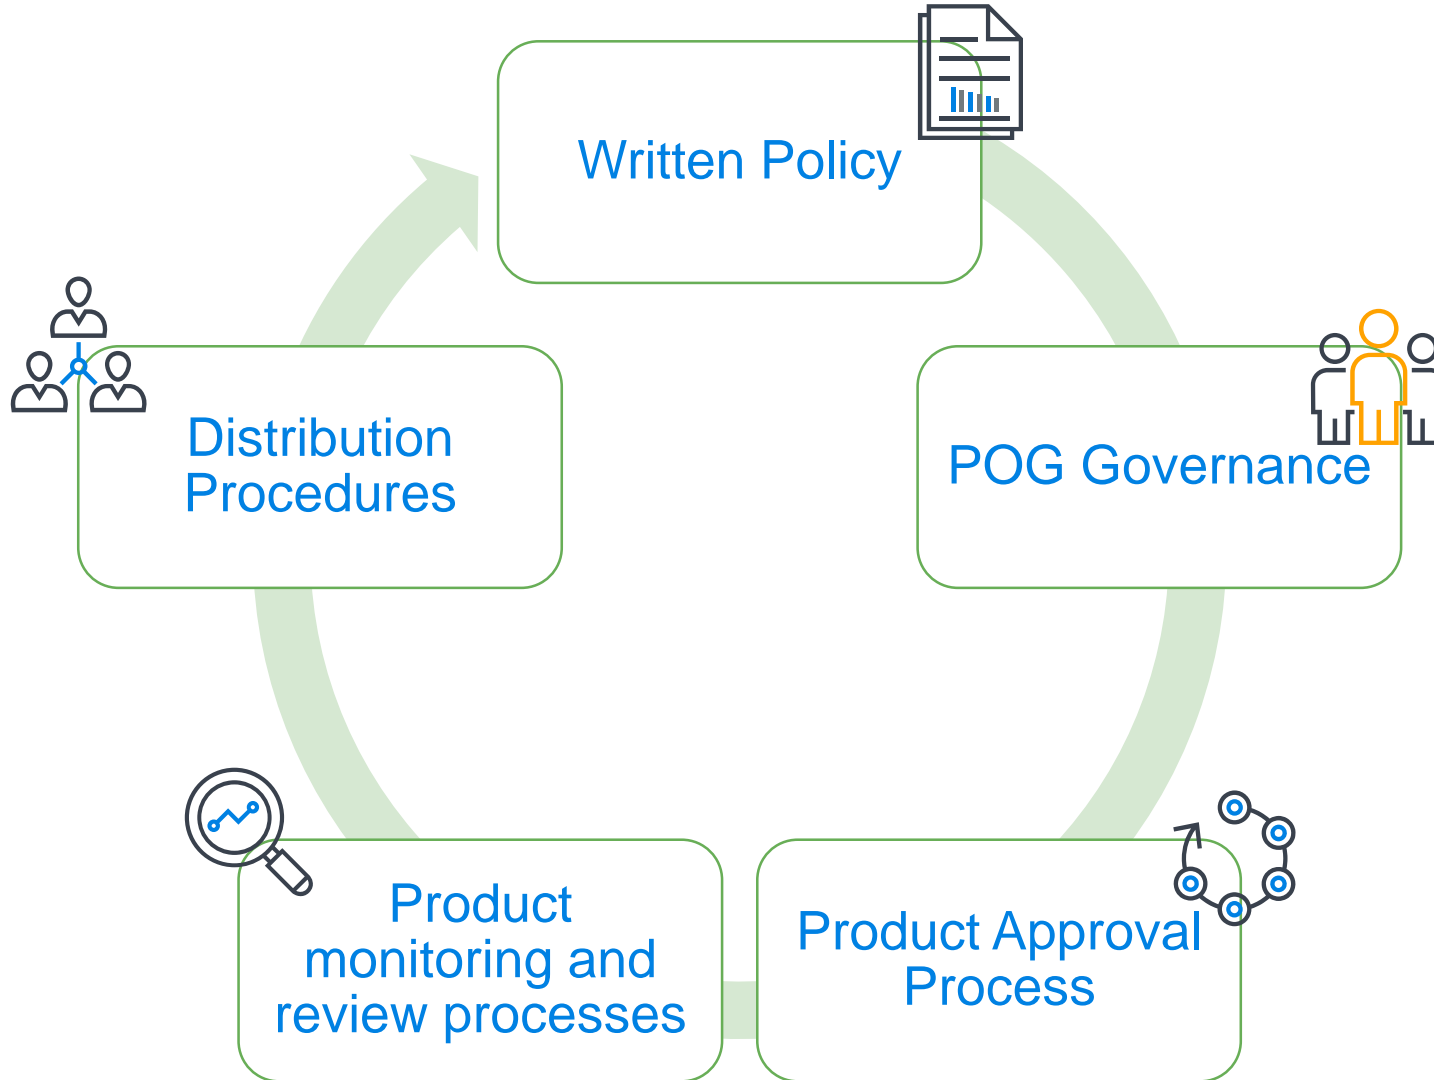 Written Policy
POG Governance
Product Approval
Process
Product
monitoring and
review processes
Distribution
Procedures